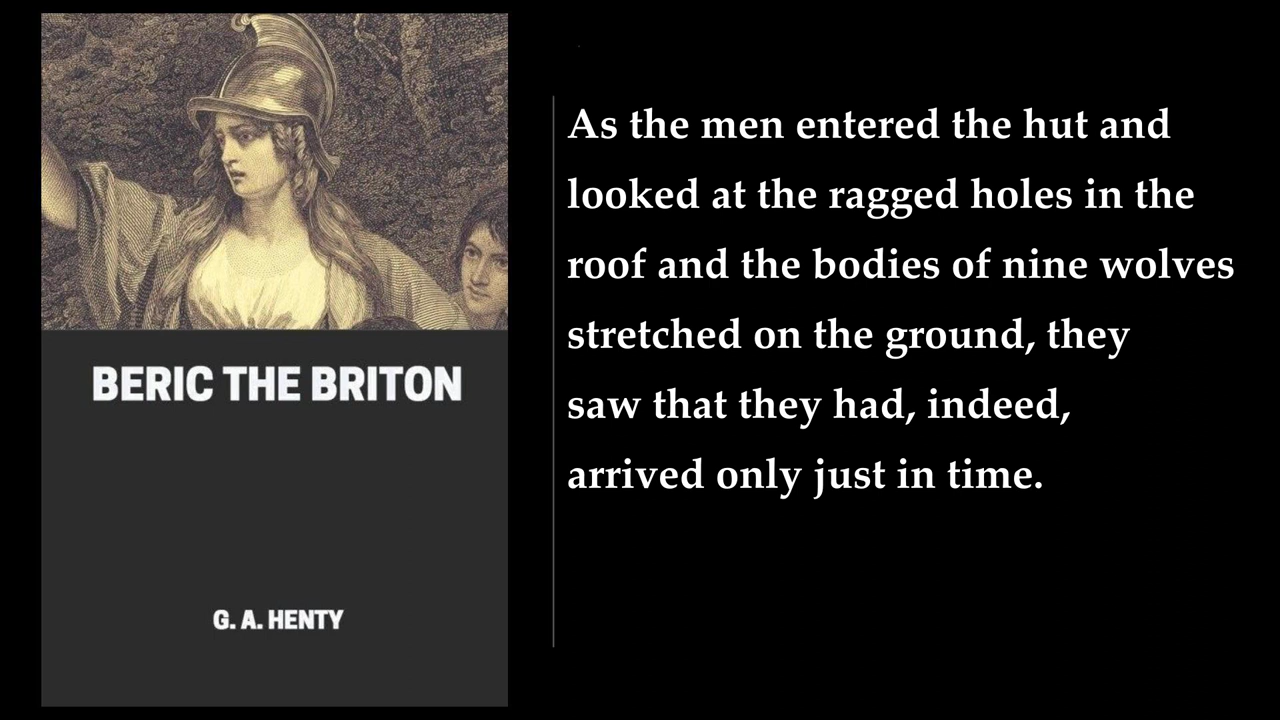 BERIC THE BRITON
G. A. HENTY
As the men entered the hut and
looked at the ragged holes in the
roof and the bodies of nine wolves
stretched on the ground, they
saw that they had, indeed,
arrived only just in time.